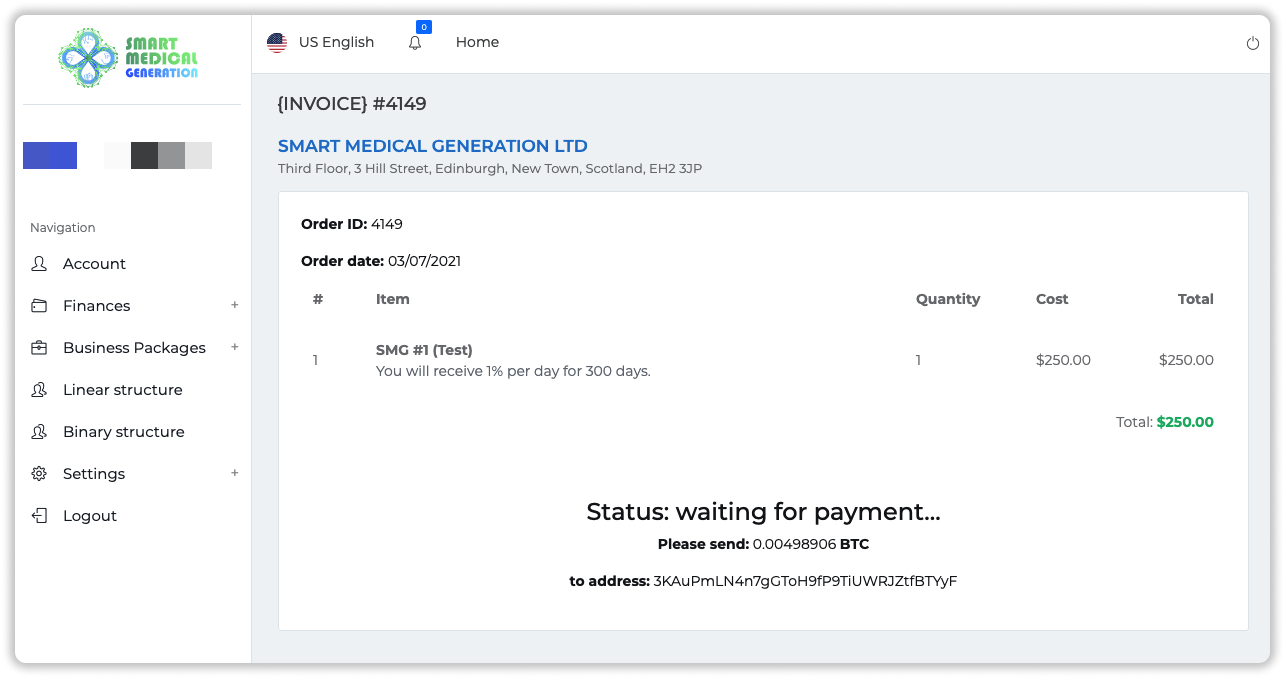 SMART
MEDICAL
GENERATION
US English
0
Home
Navigation
Account
Finances +
Business Packages +
Linear structure
Binary structure
Settings +
Logout
{INVOICE} #4149
SMART MEDICAL GENERATION LTD
Third Floor, 3 Hill Street, Edinburgh, New Town, Scotland, EH2 3JP
Order ID: 4149
Order date: 03/07/2021
# Item Quantity Cost Total
1 SMG #1 (Test) 1 $250.00 $250.00
You will receive 1% per day for 300 days.
Total: $250.00
Status: waiting for payment...
Please send: 0.00498906 BTC
to address: 3KAuPmLN4n7gGToH9fP9TiUWRJZtfBTYyF